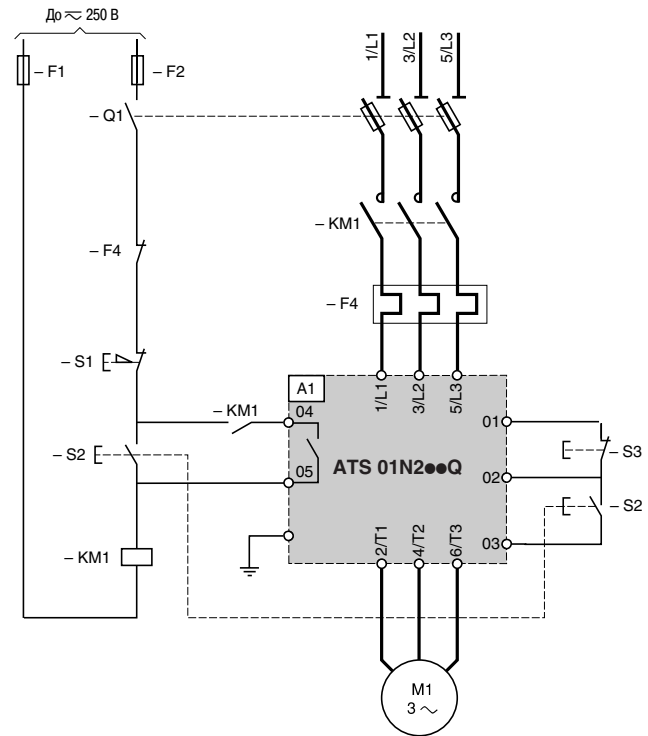 До ⏦ 250 В
– F1
– F2
1/L1
3/L2
5/L3
– Q1
– KM1
– F4
– F4
– S1
A1
1/L1
3/L2
5/L3
– KM1
04
01
– S2
05
ATS 01N2●●Q
02
– S3
– S2
– KM1
2/T1
4/T2
6/T3
03
M1
3 ~